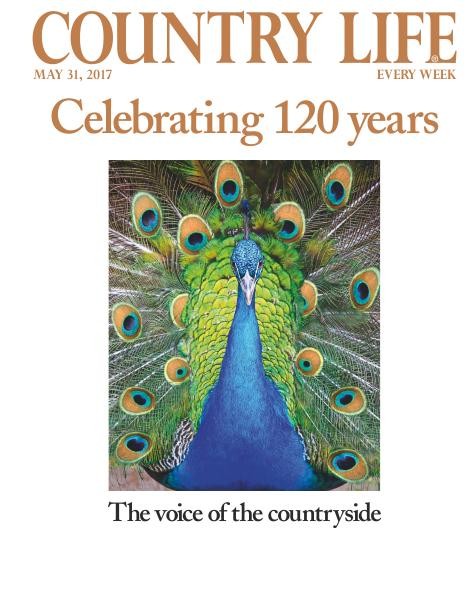 COUNTRY LIFE®
MAY 31, 2017 EVERY WEEK
Celebrating 120 years
The voice of the countryside